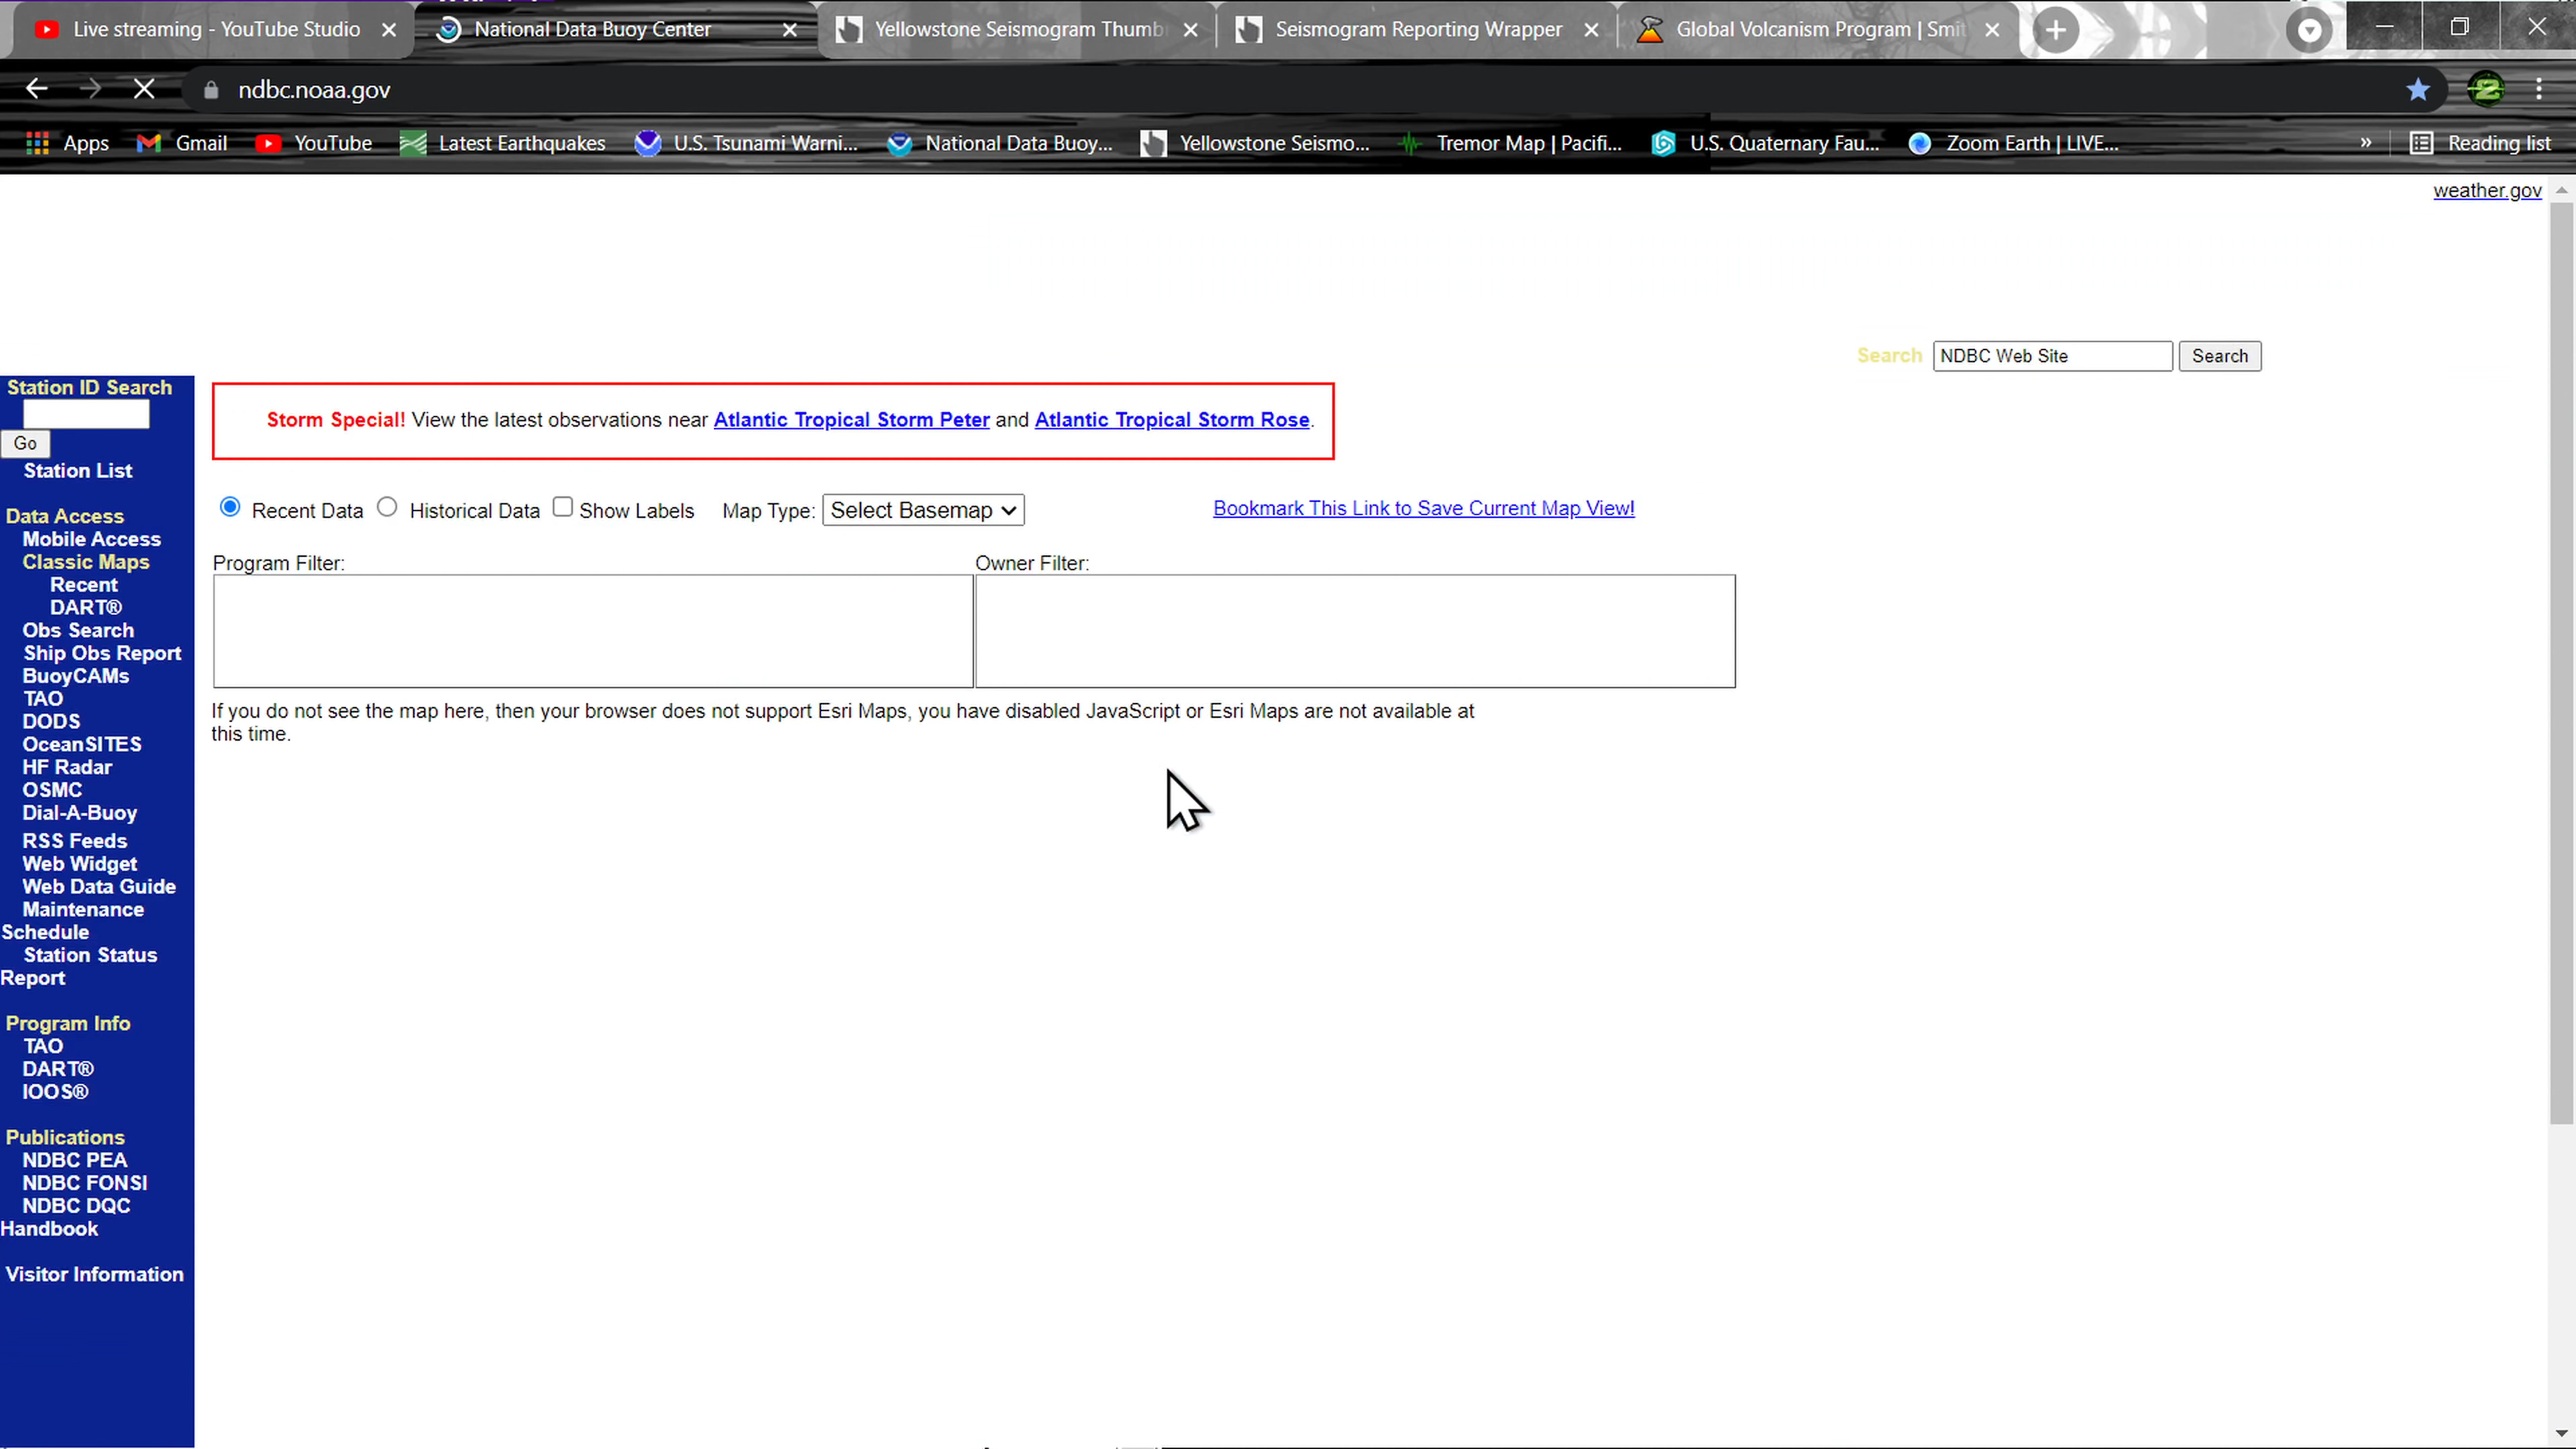 Live streaming - YouTube Studio
National Data Buoy Center
Yellowstone Seismogram Thumb
Seismogram Reporting Wrapper
Global Volcanism Program | Smit
ndbc.noaa.gov
Apps
Gmail
YouTube
Latest Earthquakes
U.S. Tsunami Warni...
National Data Buoy...
Yellowstone Seismo...
Tremor Map | Pacifi...
U.S. Quaternary Fau...
Zoom Earth | LIVE...
»
Reading list
weather.gov
Search NDBC Web Site Search
Station ID Search
Go
Station List
Data Access
Mobile Access
Classic Maps
Recent
DART®
Obs Search
Ship Obs Report
BuoyCAMs
TAO
DODS
OceanSITES
HF Radar
OSMC
Dial-A-Buoy
RSS Feeds
Web Widget
Web Data Guide
Maintenance
Schedule
Station Status
Report
Program Info
TAO
DART®
IOOS®
Publications
NDBC PEA
NDBC FONSI
NDBC DQC
Handbook
Visitor Information
Storm Special! View the latest observations near Atlantic Tropical Storm Peter and Atlantic Tropical Storm Rose.
Recent Data Historical Data Show Labels Map Type: Select Basemap Bookmark This Link to Save Current Map View!
Program Filter: Owner Filter:
If you do not see the map here, then your browser does not support Esri Maps, you have disabled JavaScript or Esri Maps are not available at
this time.